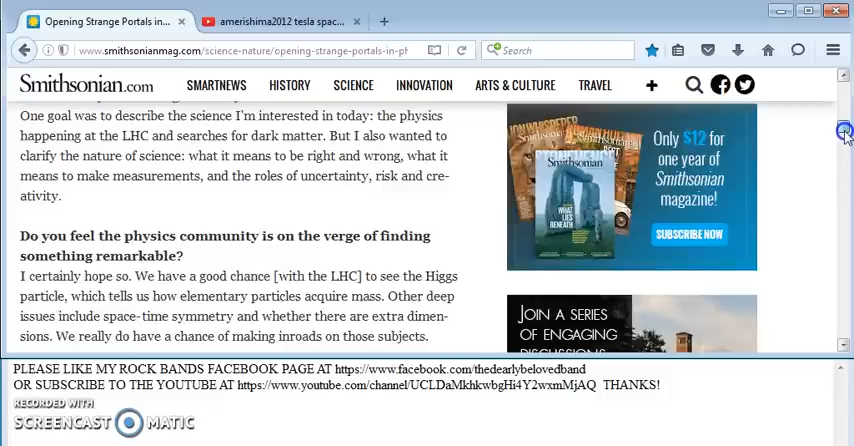 Opening Strange Portals in
amerishima2012 tesla spac...
www.smithsonianmag.com/science-nature/opening-strange-portals-in-ph
Search
Smithsonian.com
SMARTNEWS
HISTORY
SCIENCE
INNOVATION
ARTS & CULTURE
TRAVEL
One goal was to describe the science I'm interested in today: the physics
happening at the LHC and searches for dark matter. But I also wanted to
clarify the nature of science: what it means to be right and wrong, what it
means to make measurements, and the roles of uncertainty, risk and cre-
ativity.
Do you feel the physics community is on the verge of finding
something remarkable?
I certainly hope so. We have a good chance [with the LHC] to see the Higgs
particle, which tells us how elementary particles acquire mass. Other deep
issues include space-time symmetry and whether there are extra dimen-
sions. We really do have a chance of making inroads on those subjects.
Smithsonian
WHAT
LIES
BENEATH
Only $12 for
one year of
Smithsonian
magazine!
SUBSCRIBE NOW
JOIN A SERIES
OF ENGAGING
PLEASE LIKE MY ROCK BANDS FACEBOOK PAGE AT https://www.facebook.com/thedearlybelovedband
OR SUBSCRIBE TO THE YOUTUBE AT https://www.youtube.com/channel/UCLDaMkhkwbgHi4Y2wxmMjAQ THANKS!
RECORDED WITH
SCREENCAST MATIC